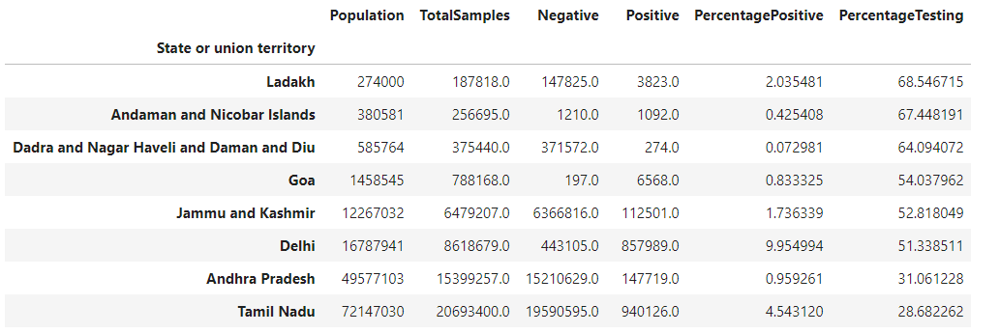 Population TotalSamples Negative Positive PercentagePositive PercentageTesting
State or union territory
Ladakh 274000 187818.0 147825.0 3823.0 2.035481 68.546715
Andaman and Nicobar Islands 380581 256695.0 1210.0 1092.0 0.425408 67.448191
Dadra and Nagar Haveli and Daman and Diu 585764 375440.0 371572.0 274.0 0.072981 64.094072
Goa 1458545 788168.0 197.0 6568.0 0.833325 54.037962
Jammu and Kashmir 12267032 6479207.0 6366816.0 112501.0 1.736339 52.818049
Delhi 16787941 8618679.0 443105.0 857989.0 9.954994 51.338511
Andhra Pradesh 49577103 15399257.0 15210629.0 147719.0 0.959261 31.061228
Tamil Nadu 72147030 20693400.0 19590595.0 940126.0 4.543120 28.682262